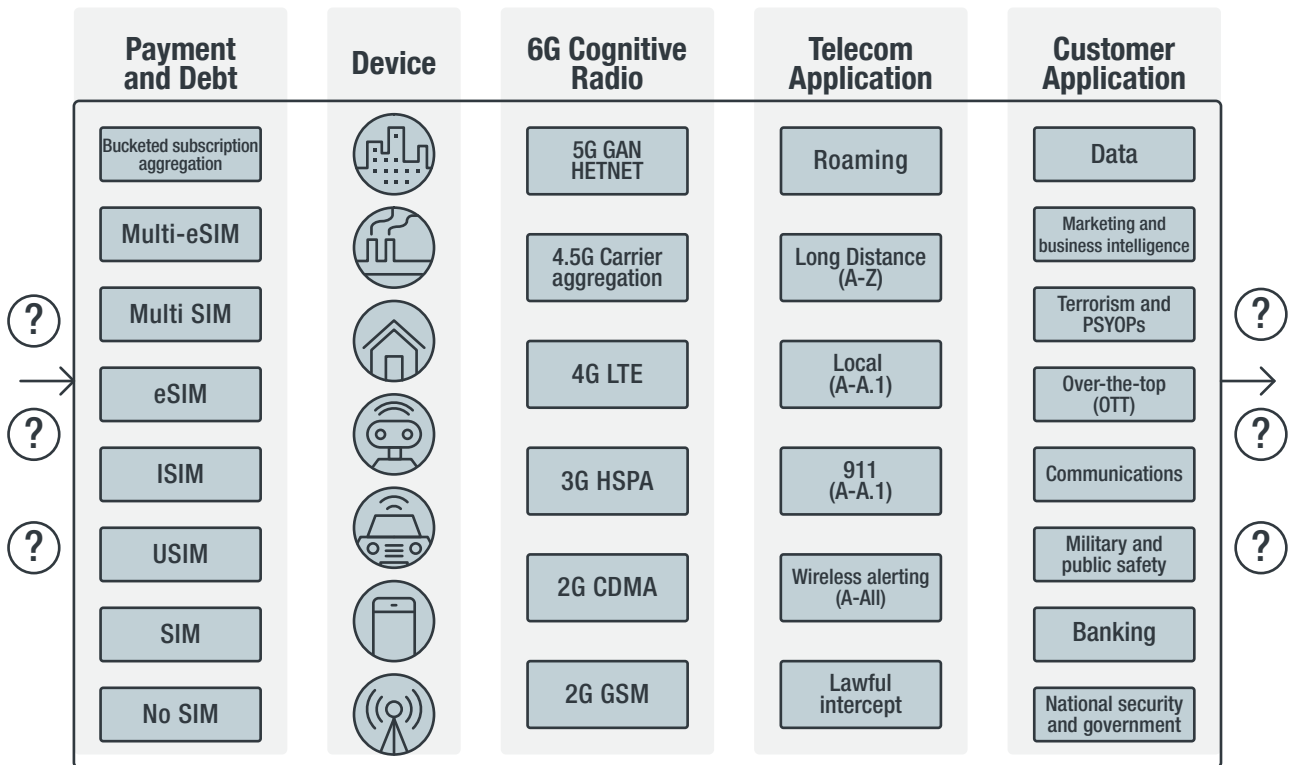 Payment
and Debt
Device
6G Cognitive
Radio
Telecom
Application
Customer
Application
Bucketed subscription
aggregation
Multi-eSIM
Multi SIM
eSIM
ISIM
USIM
SIM
No SIM
5G GAN
HETNET
4.5G Carrier
aggregation
4G LTE
3G HSPA
2G CDMA
2G GSM
Roaming
Long Distance
(A-Z)
Local
(A-A.1)
911
(A-A.1)
Wireless alerting
(A-All)
Lawful
intercept
Data
Marketing and
business intelligence
Terrorism and
PSYOPs
Over-the-top
(OTT)
Communications
Military and
public safety
Banking
National security
and government
?
?
?
?
?
?